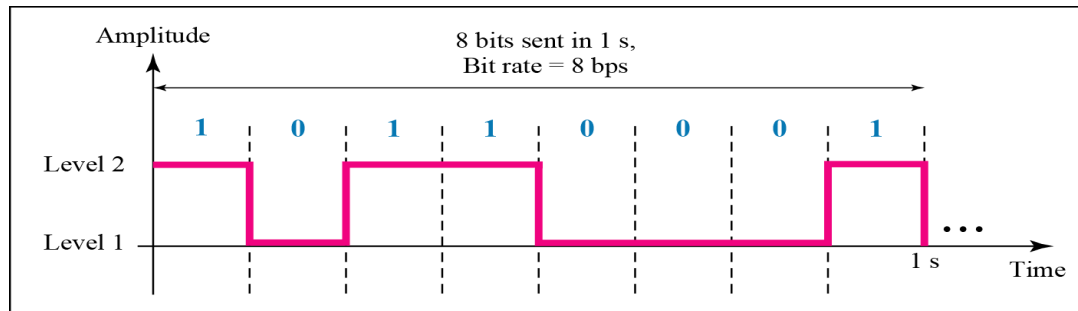 Amplitude
8 bits sent in 1 s,
Bit rate = 8 bps
1 0 1 1 0 0 0 1
Level 2
Level 1
...
1 s
Time